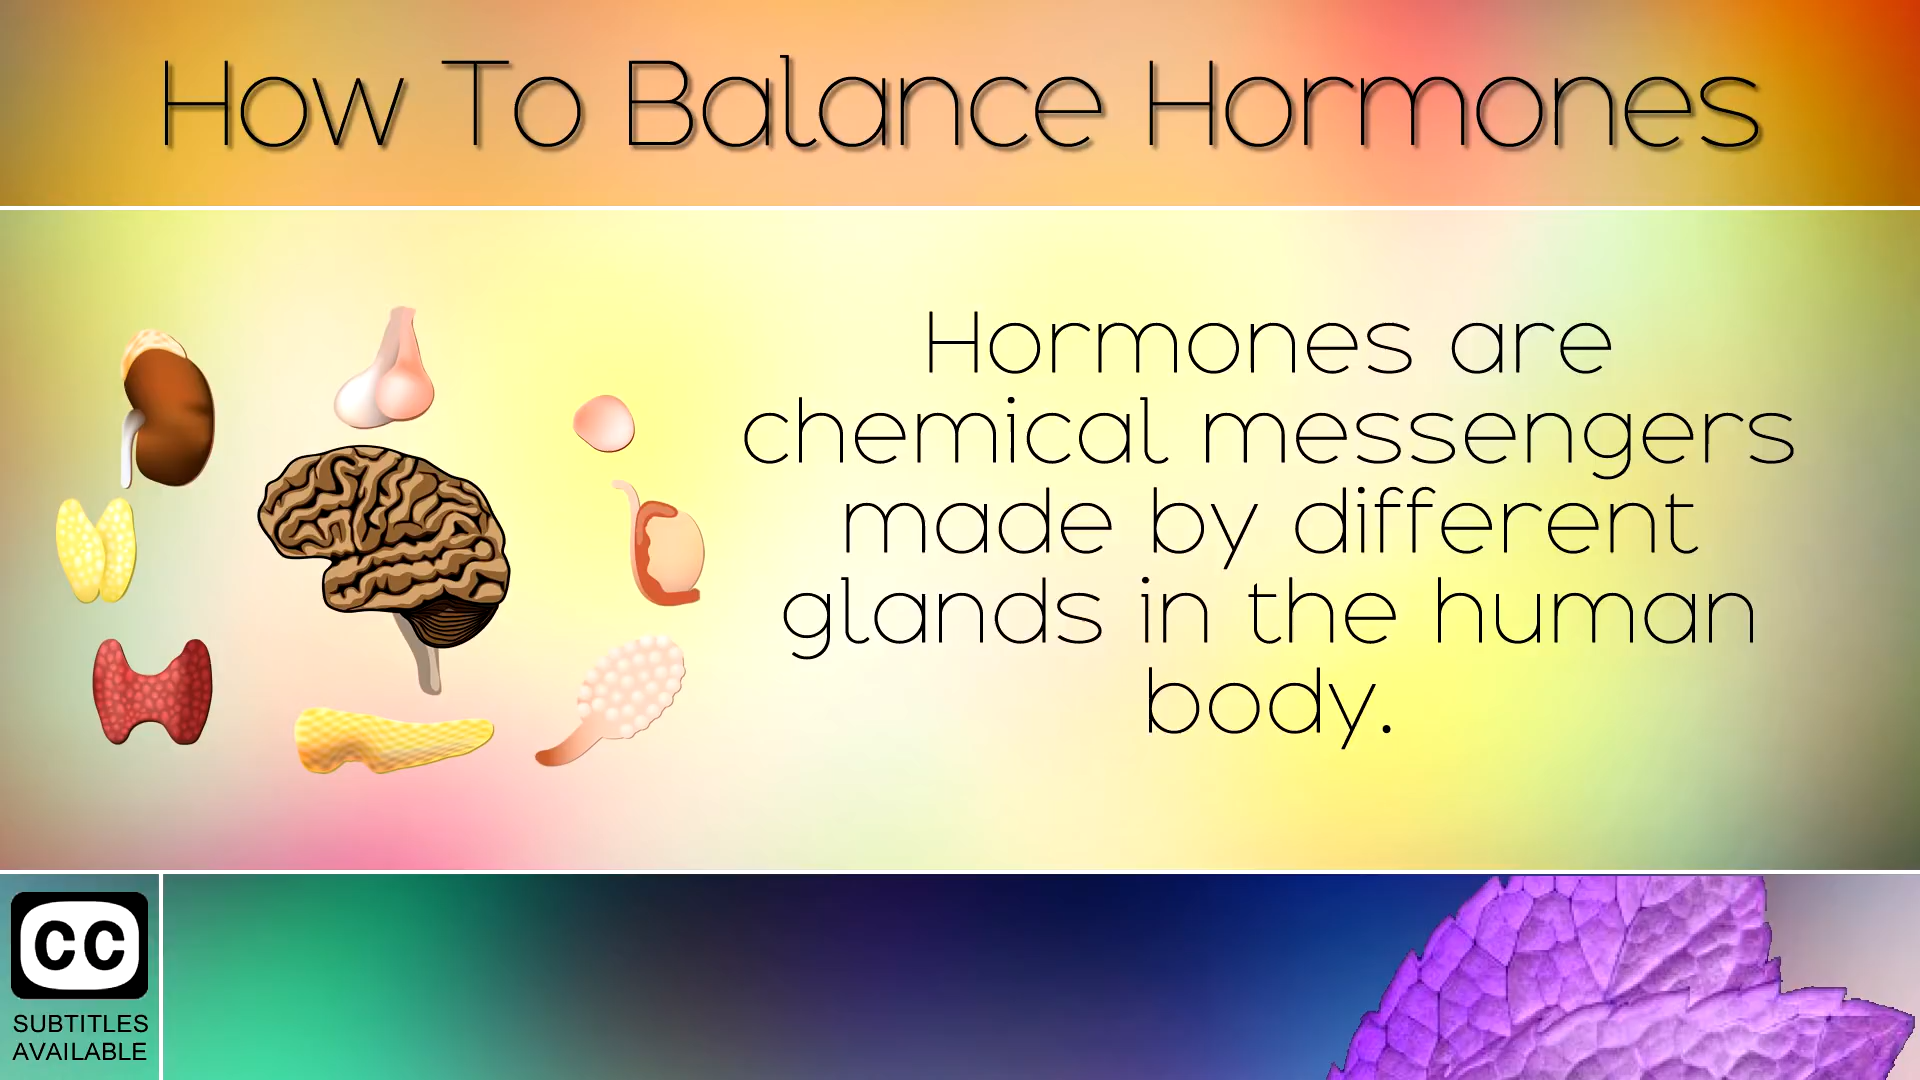 How To Balance Hormones
Hormones are
chemical messengers
made by different
glands in the human
body.
CC
SUBTITLES
AVAILABLE